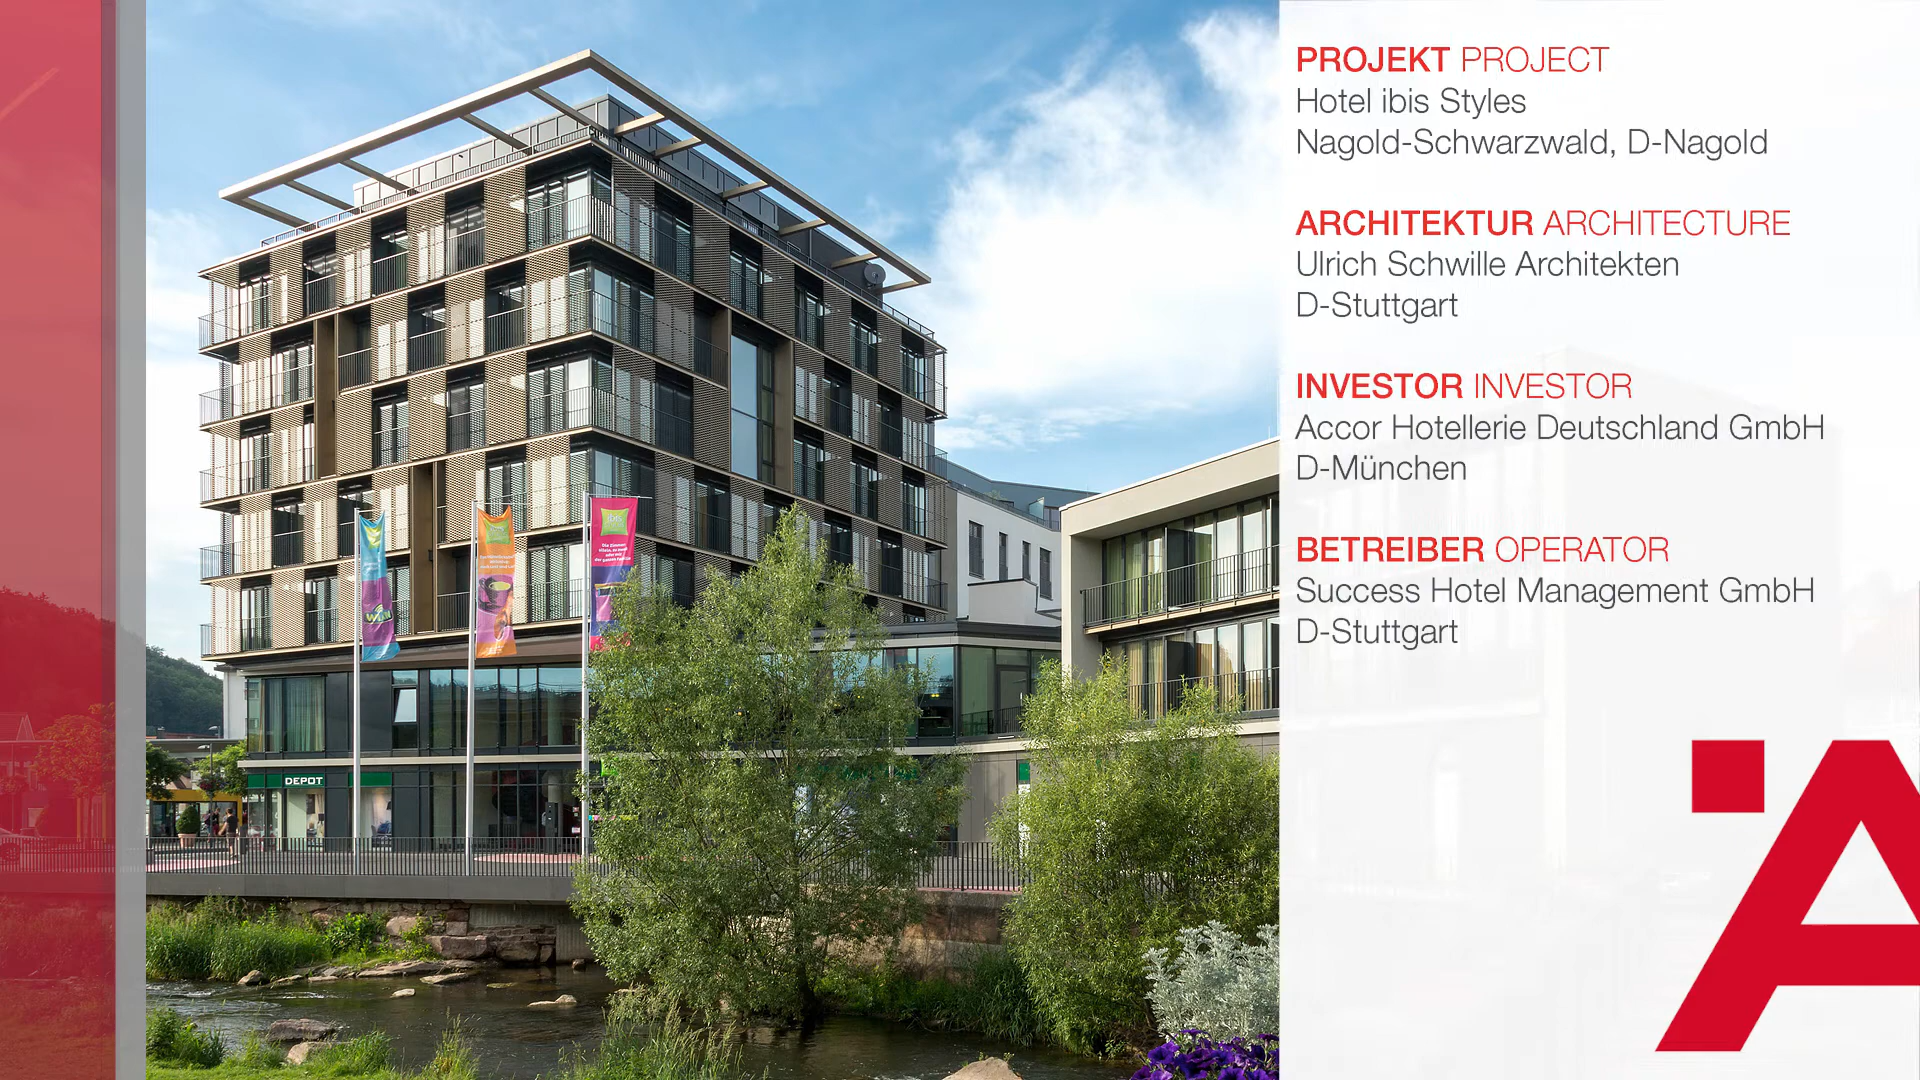 PROJEKT PROJECT
Hotel ibis Styles
Nagold-Schwarzwald, D-Nagold
ARCHITEKTUR ARCHITECTURE
Ulrich Schwille Architekten
D-Stuttgart
INVESTOR INVESTOR
Accor Hotellerie Deutschland GmbH
D-München
BETREIBER OPERATOR
Success Hotel Management GmbH
D-Stuttgart
DEPOT